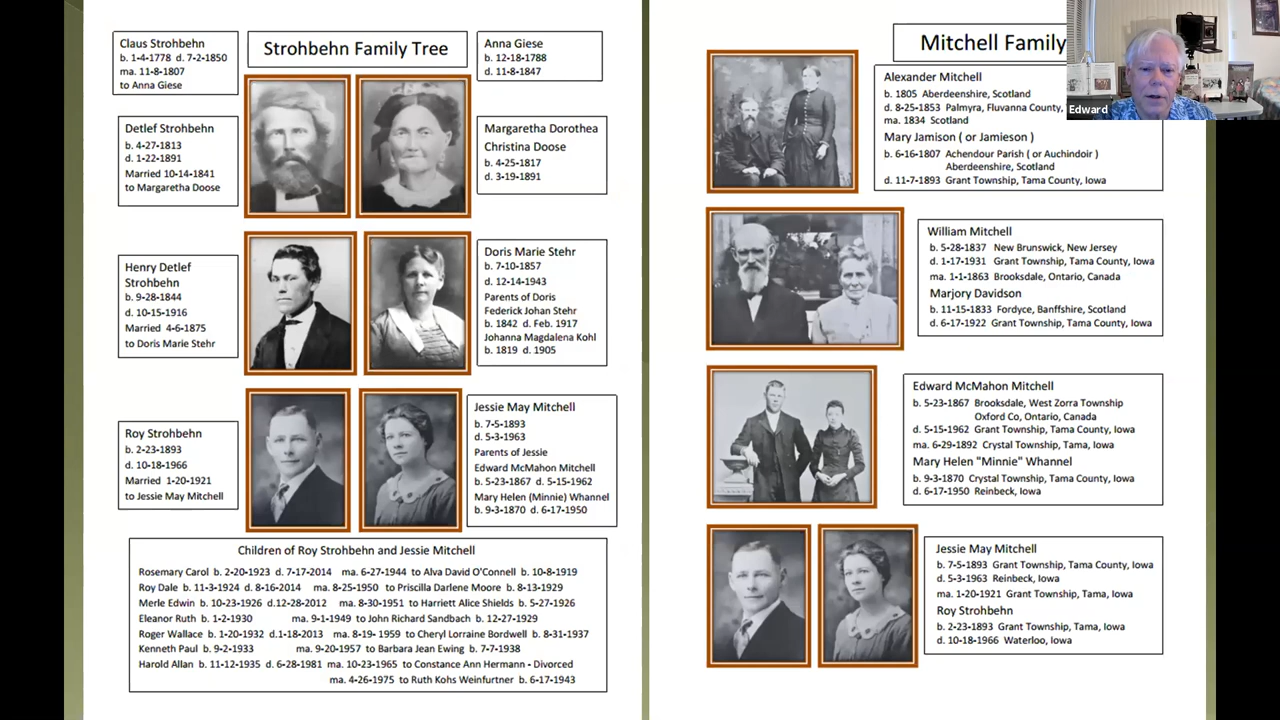 Strohbehn Family Tree
Claus Strohbehn
b. 1-4-1778 d. 7-2-1850
ma. 11-8-1807
to Anna Giese
Anna Giese
b. 12-18-1788
d. 11-8-1847
Detlef Strohbehn
b. 4-27-1813
d. 1-22-1891
Married 10-14-1841
to Margaretha Doose
Margaretha Dorothea
Christina Doose
b. 4-25-1817
d. 3-19-1891
Henry Detlef
Strohbehn
b. 9-28-1844
d. 10-15-1916
Married 4-6-1875
to Doris Marie Stehr
Doris Marie Stehr
b. 7-10-1857
d. 12-14-1943
Parents of Doris
Federick Johan Stehr
b. 1842 d. Feb. 1917
Johanna Magdalena Kohl
b. 1819 d. 1905
Roy Strohbehn
b. 2-23-1893
d. 10-18-1966
Married 1-20-1921
to Jessie May Mitchell
Jessie May Mitchell
b. 7-5-1893
d. 5-3-1963
Parents of Jessie
Edward McMahon Mitchell
b. 5-23-1867 d. 5-15-1962
Mary Helen (Minnie) Whannel
b. 9-3-1870 d. 6-17-1950
Children of Roy Strohbehn and Jessie Mitchell
Rosemary Carol b. 2-20-1923 d. 7-17-2014 ma. 6-27-1944 to Alva David O'Connell b. 10-8-1919
Roy Dale b. 11-3-1924 d. 8-16-2014 ma. 8-25-1950 to Priscilla Darlene Moore b. 8-13-1929
Merle Edwin b. 10-23-1926 d.12-28-2012 ma. 8-30-1951 to Harriett Alice Shields b. 5-27-1926
Eleanor Ruth b. 1-2-1930 ma. 9-1-1949 to John Richard Sandbach b. 12-27-1929
Roger Wallace b. 1-20-1932 d.1-18-2013 ma. 8-19- 1959 to Cheryl Lorraine Bordwell b. 8-31-1937
Kenneth Paul b. 9-2-1933 ma. 9-20-1957 to Barbara Jean Ewing b. 7-7-1938
Harold Allan b. 11-12-1935 d. 6-28-1981 ma. 10-23-1965 to Constance Ann Hermann - Divorced
ma. 4-26-1975 to Ruth Kohs Weinfurtner b. 6-17-1943
Mitchell Family
Alexander Mitchell
b. 1805 Aberdeenshire, Scotland
d. 8-25-1853 Palmyra, Fluvanna County,
ma. 1834 Scotland
Mary Jamison ( or Jamieson )
b. 6-16-1807 Achendour Parish ( or Auchindoir )
Aberdeenshire, Scotland
d. 11-7-1893 Grant Township, Tama County, Iowa
William Mitchell
b. 5-28-1837 New Brunswick, New Jersey
d. 1-17-1931 Grant Township, Tama County, Iowa
ma. 1-1-1863 Brooksdale, Ontario, Canada
Marjory Davidson
b. 11-15-1833 Fordyce, Banffshire, Scotland
d. 6-17-1922 Grant Township, Tama County, Iowa
Edward McMahon Mitchell
b. 5-23-1867 Brooksdale, West Zorra Township
Oxford Co, Ontario, Canada
d. 5-15-1962 Grant Township, Tama County, Iowa
ma. 6-29-1892 Crystal Township, Tama, Iowa
Mary Helen "Minnie" Whannel
b. 9-3-1870 Crystal Township, Tama County, Iowa
d. 6-17-1950 Reinbeck, Iowa
Jessie May Mitchell
b. 7-5-1893 Grant Township, Tama County, Iowa
d. 5-3-1963 Reinbeck, Iowa
ma. 1-20-1921 Grant Township, Tama, Iowa
Roy Strohbehn
b. 2-23-1893 Grant Township, Tama, Iowa
d. 10-18-1966 Waterloo, Iowa
Edward